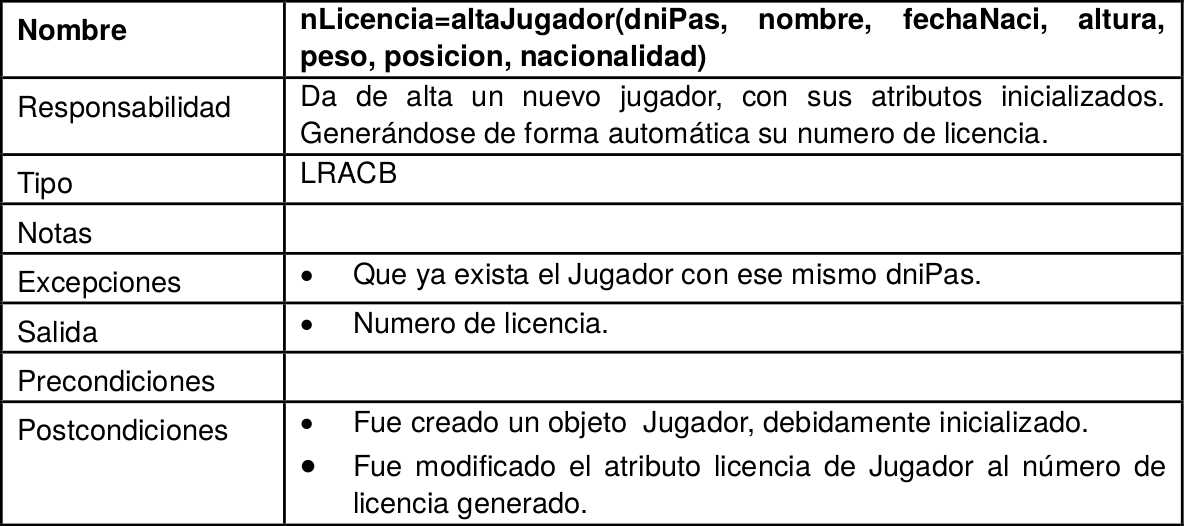 Nombre
nLicencia=altaJugador(dniPas, nombre, fechaNaci, altura,
peso, posicion, nacionalidad)
Responsabilidad
Da de alta un nuevo jugador, con sus atributos inicializados.
Generándose de forma automática su numero de licencia.
Tipo
LRACB
Notas
Excepciones
• Que ya exista el Jugador con ese mismo dniPas.
Salida
• Numero de licencia.
Precondiciones
Postcondiciones
• Fue creado un objeto Jugador, debidamente inicializado.
• Fue modificado el atributo licencia de Jugador al número de
licencia generado.